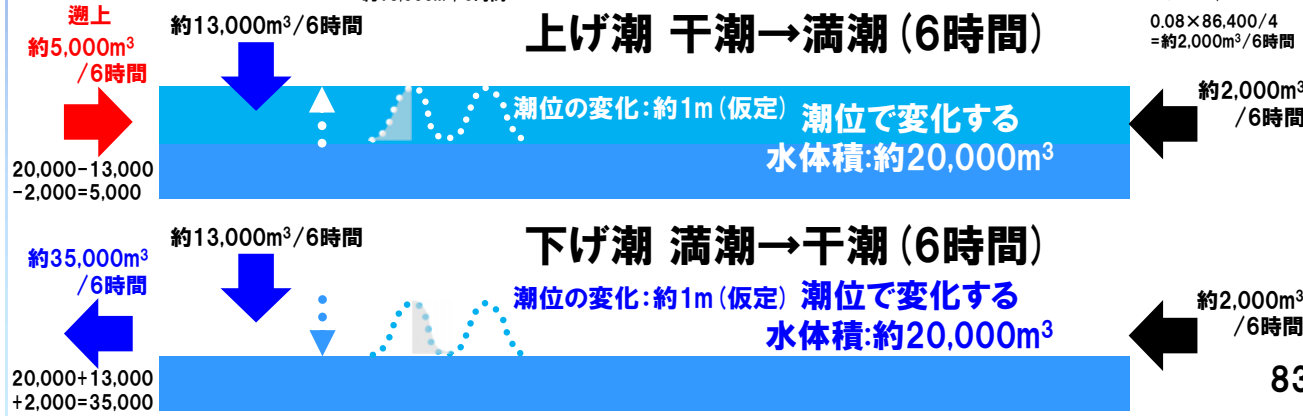 遡上
約5,000m³
/6時間
約13,000m³/6時間
上げ潮 干潮→満潮(6時間)
0.08×86,400/4
=約2,000m³/6時間
潮位の変化:約1m(仮定)
潮位で変化する
水体積:約20,000m³
約2,000m³
/6時間
20,000-13,000
-2,000=5,000
約13,000m³/6時間
下げ潮 満潮→干潮(6時間)
約35,000m³
/6時間
潮位の変化:約1m(仮定)
潮位で変化する
水体積:約20,000m³
約2,000m³
/6時間
20,000+13,000
+2,000=35,000
83